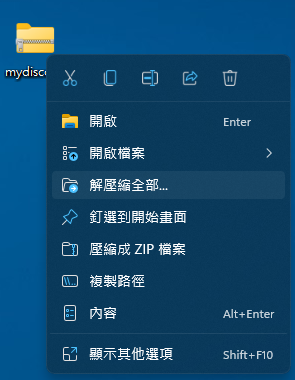 mydisc
開啟 Enter
開啟檔案
解壓縮全部...
釘選到開始畫面
壓縮成 ZIP 檔案
複製路徑
內容 Alt+Enter
顯示其他選項 Shift+F10